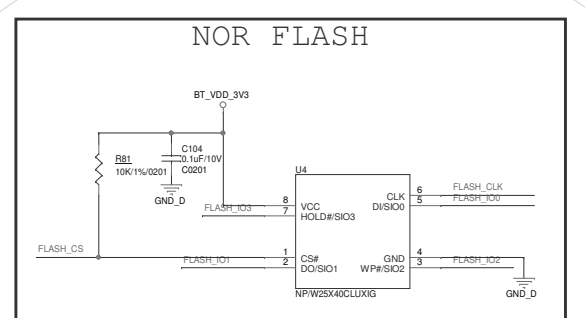 NOR FLASH
BT_VDD_3V3
R81
10K/1%/0201
C104
0.1uF/10V
C0201
GND_D
U4
8 VCC
7 HOLD#/SIO3
FLASH_IO3
CLK 6 FLASH_CLK
DI/SIO0 5 FLASH_IO0
FLASH_CS
1 CS#
FLASH_IO1
2 DO/SIO1
GND 4
WP#/SIO2 3 FLASH_IO2
NP/W25X40CLUXIG
GND_D